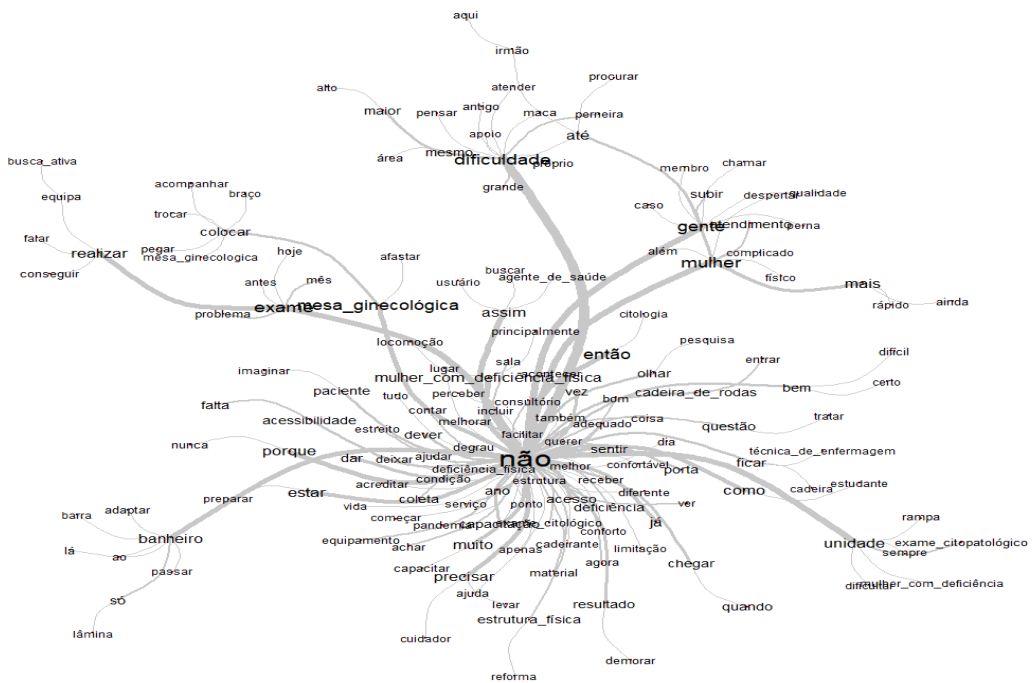 aqui
irmão
procurar
alto
atender
antigo
maior
pensar
maca
perneira
apoio
até
área
mesmo
dificuldade
próprio
grande
busca_ativa
acompanhar
braço
membro
chamar
equipa
subir
despertar
qualidade
trocar
caso
colocar
gente
atendimento
perna
faltar
realizar
pegar
hoje
além
complicado
mesa_ginecologica
afastar
mulher
conseguir
buscar
agente_de_saúde
físico
antes
mês
usuário
mais
exame
mesa_ginecológica
assim
rápido
ainda
problema
citologia
principalmente
locomoção
pesquisa
então
sala
lugar
acontecer
entrar
difícil
imaginar
mulher_com_deficiência_física
olhar
paciente
tudo
perceber
vez
bom
cadeira_de_rodas
bem
certo
consultório
falta
contar
incluir
também
coisa
tratar
acessibilidade
melhorar
adequado
questão
estreito
dever
facilitar
querer
dia
nunca
porque
degrau
sentir
técnica_de_enfermagem
dar
deixar
ajudar
não
confortável
porta
ficar
deficiência_física
melhor
acreditar
condição
estrutura
receber
cadeira
estudante
preparar
estar
coleta
ano
diferente
como
vida
serviço
ponto
acesso
deficiência
ver
barra
adaptar
começar
pandemia
capacitação
exame_citológico
já
rampa
banheiro
equipamento
achar
muito
apenas
cadeirante
conforto
limitação
unidade
exame_citopatológico
sempre
lá
ao
passar
capacitar
precisar
material
agora
chegar
dificultar
mulher_com_deficiência
só
ajuda
levar
resultado
quando
estrutura_física
lâmina
cuidador
demorar
reforma